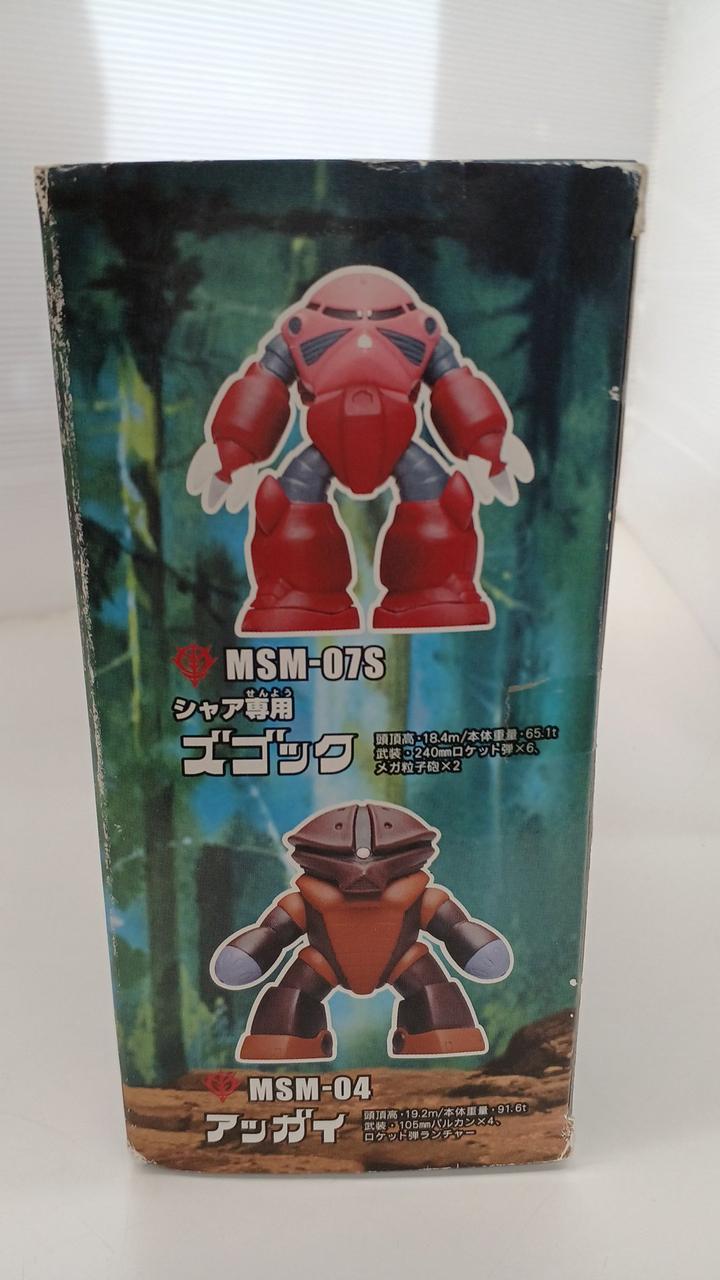 MSM-07S
せんよう
シャア専用
ズゴック
頭頂高・18.4m/本体重量・65.1t
武装・240mmロケット弾×6、
メガ粒子砲×2
MSM-04
アッガイ
頭頂高・19.2m/本体重量・91.6t
武装・105mmバルカン×4、
ロケット弾ランチャー